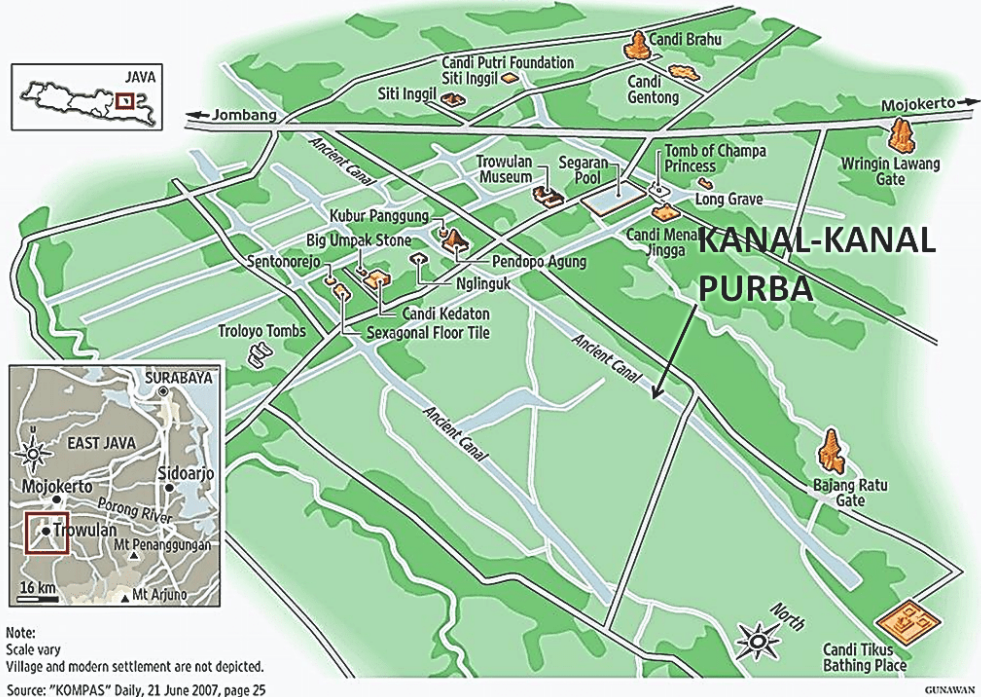 JAVA
Candi Brahu
Candi Putri Foundation
Siti Inggil
Candi
Gentong
Siti Inggil
Jombang
Mojokerto
Wringin Lawang
Gate
Ancient Canal
Trowulan
Museum
Segaran
Pool
Tomb of Champa
Princess
Long Grave
Candi Menak
Jingga
KANAL-KANAL
PURBA
Kubur Panggung
Big Umpak Stone
Sentonorejo
Pendopo Agung
Nglinguk
Candi Kedaton
Sexagonal Floor Tile
Troloyo Tombs
Ancient Canal
Ancient Canal
Bajang Ratu
Gate
Candi Tikus
Bathing Place
North
SURABAYA
EAST JAVA
U
Sidoarjo
Mojokerto
Porong River
Trowulan
Mt Penanggungan
16 km
Mt Arjuno
Note:
Scale vary
Village and modern settlement are not depicted.
Source: "KOMPAS" Daily, 21 June 2007, page 25
GUNAWAN